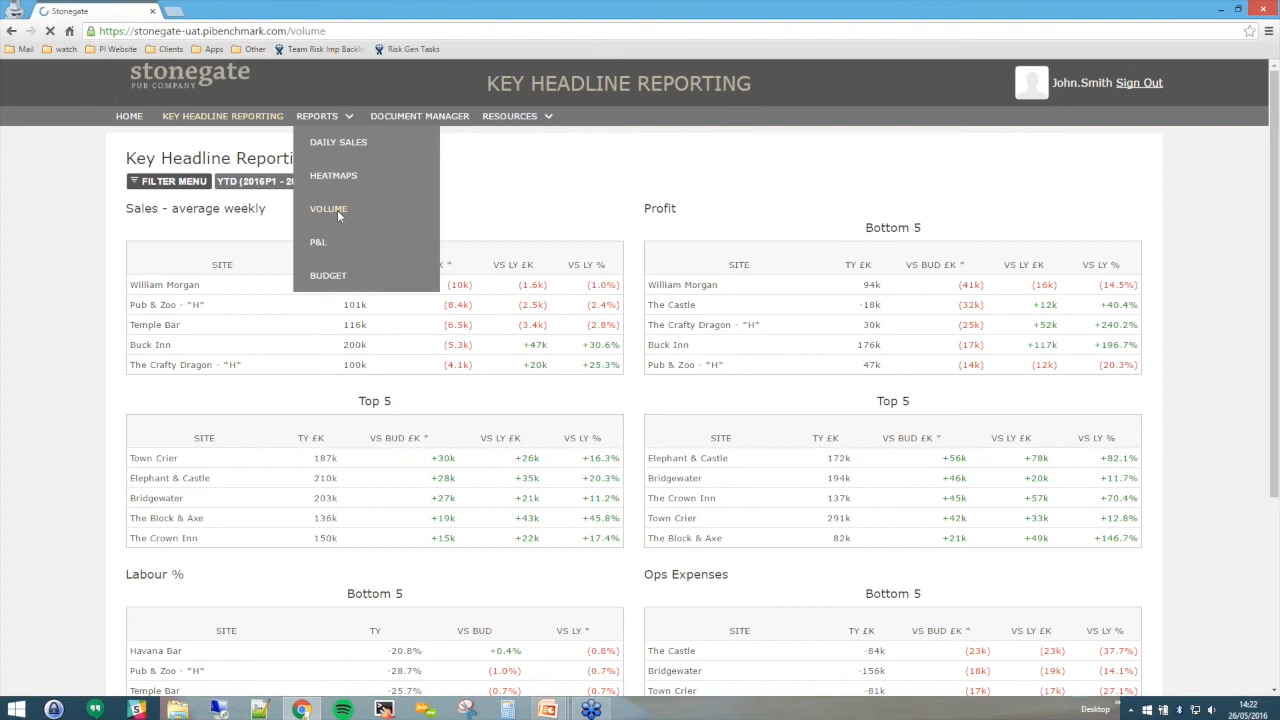 Stonegate
https://stonegate-uat.pibenchmark.com/volume
Mail watch PI Website Clients Apps Other Team Risk Imp Backlo Risk Gen Tasks
stonegate
PUB COMPANY
KEY HEADLINE REPORTING
John.Smith Sign Out
HOME KEY HEADLINE REPORTING REPORTS DOCUMENT MANAGER RESOURCES
DAILY SALES
HEATMAPS
VOLUME
P&L
BUDGET
Key Headline Reporti
FILTER MENU YTD (2016P1 - 20
Sales - average weekly
SITE * VS LY £K VS LY %
William Morgan (10k) (1.6k) (1.0%)
Pub & Zoo - "H" 101k (8.4k) (2.5k) (2.4%)
Temple Bar 116k (6.5k) (3.4k) (2.8%)
Buck Inn 200k (5.3k) +47k +30.6%
The Crafty Dragon - "H" 100k (4.1k) +20k +25.3%
Profit
Bottom 5
SITE TY £K VS BUD £K * VS LY £K VS LY %
William Morgan 94k (41k) (16k) (14.5%)
The Castle -18k (32k) +12k +40.4%
The Crafty Dragon - "H" 30k (25k) +52k +240.2%
Buck Inn 176k (17k) +117k +196.7%
Pub & Zoo - "H" 47k (14k) (12k) (20.3%)
Top 5
SITE TY £K VS BUD £K * VS LY £K VS LY %
Town Crier 187k +30k +26k +16.3%
Elephant & Castle 210k +28k +35k +20.3%
Bridgewater 203k +27k +21k +11.2%
The Block & Axe 136k +19k +43k +45.8%
The Crown Inn 150k +15k +22k +17.4%
Top 5
SITE TY £K VS BUD £K * VS LY £K VS LY %
Elephant & Castle 172k +56k +78k +82.1%
Bridgewater 194k +46k +20k +11.7%
The Crown Inn 137k +45k +57k +70.4%
Town Crier 291k +42k +33k +12.8%
The Block & Axe 82k +21k +49k +146.7%
Labour %
Bottom 5
SITE TY VS BUD VS LY *
Havana Bar -20.8% +0.4% (0.8%)
Pub & Zoo - "H" -28.7% (1.0%) (0.7%)
Temple Bar -25.7% (0.7%) (0.7%)
Ops Expenses
Bottom 5
SITE TY £K VS BUD £K * VS LY £K VS LY %
The Castle -84k (23k) (23k) (37.7%)
Bridgewater -156k (18k) (19k) (14.1%)
Town Crier -81k (17k) (17k) (27.1%)
Desktop
14:22
26/05/2016